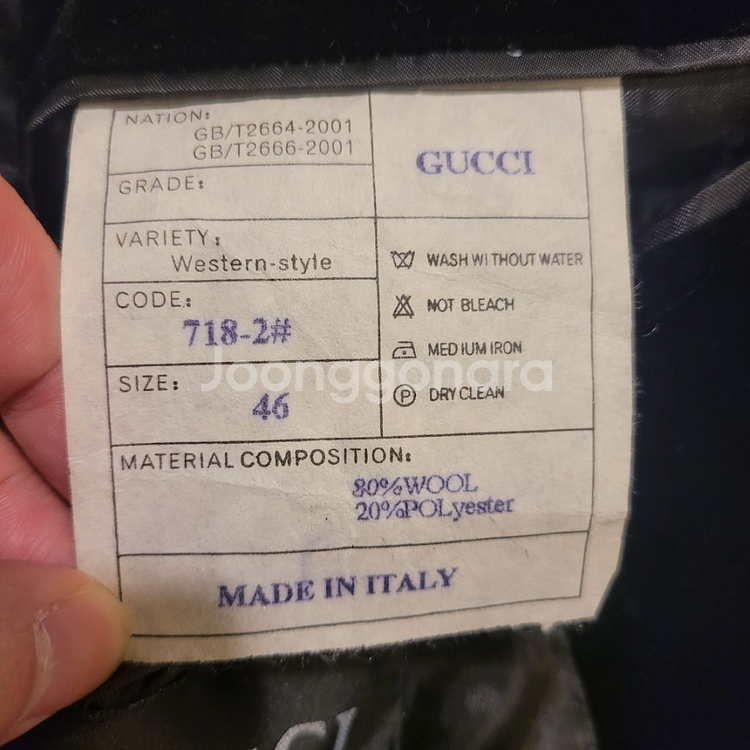 NATION:
GB/T2664-2001
GB/T2666-2001
GUCCI
GRADE:
VARIETY:
Western-style
CODE:
718-2#
SIZE:
46
WASH WITHOUT WATER
NOT BLEACH
MEDIUM IRON
P DRY CLEAN
Joonggonara
MATERIAL COMPOSITION:
80%WOOL
20%POLyester
MADE IN ITALY